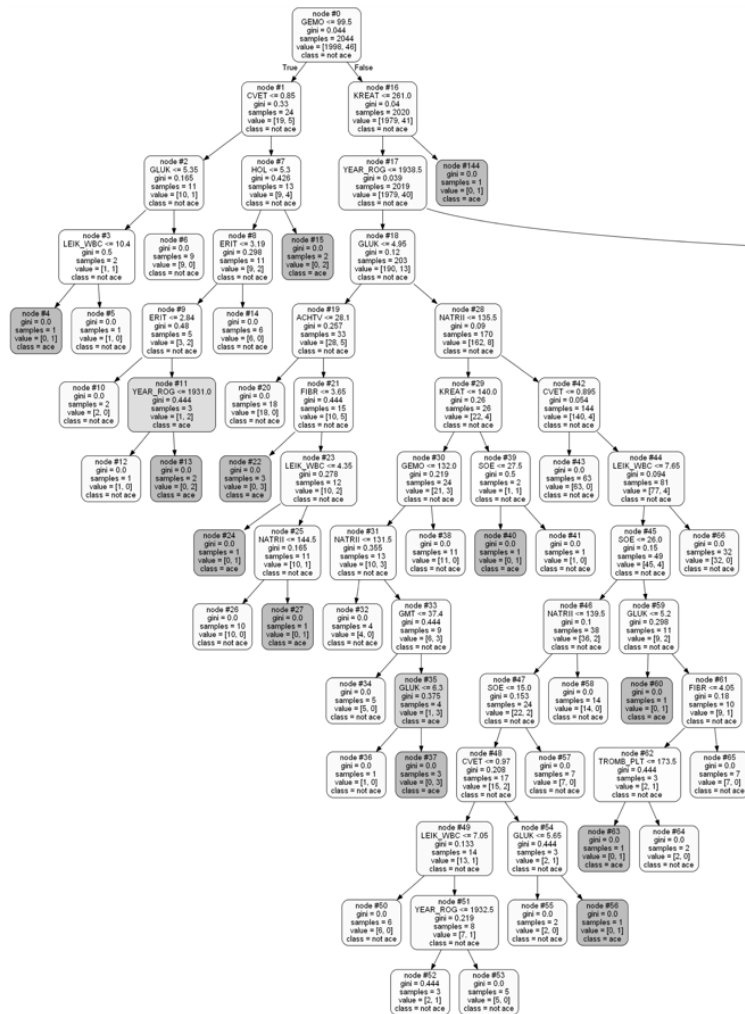 node #0
GEMO <= 99.5
gini = 0.044
samples = 2044
value = [1998, 46]
class = not ace
True
False
node #1
CVET <= 0.85
gini = 0.33
samples = 24
value = [19, 5]
class = not ace
node #16
KREAT <= 261.0
gini = 0.04
samples = 2020
value = [1979, 41]
class = not ace
node #2
GLUK <= 5.35
gini = 0.165
samples = 11
value = [10, 1]
class = not ace
node #7
HOL <= 5.3
gini = 0.426
samples = 13
value = [9, 4]
class = not ace
node #17
YEAR_ROG <= 1938.5
gini = 0.039
samples = 2019
value = [1979, 40]
class = not ace
node #144
gini = 0.0
samples = 1
value = [0, 1]
class = ace
node #3
LEIK_WBC <= 10.4
gini = 0.5
samples = 2
value = [1, 1]
class = not ace
node #6
gini = 0.0
samples = 9
value = [9, 0]
class = not ace
node #8
ERIT <= 3.19
gini = 0.298
samples = 11
value = [9, 2]
class = not ace
node #15
gini = 0.0
samples = 2
value = [0, 2]
class = ace
node #18
GLUK <= 4.95
gini = 0.12
samples = 203
value = [190, 13]
class = not ace
node #4
gini = 0.0
samples = 1
value = [0, 1]
class = ace
node #5
gini = 0.0
samples = 1
value = [1, 0]
class = not ace
node #9
ERIT <= 2.84
gini = 0.48
samples = 5
value = [3, 2]
class = not ace
node #14
gini = 0.0
samples = 6
value = [6, 0]
class = not ace
node #19
ACHTV <= 28.1
gini = 0.257
samples = 33
value = [28, 5]
class = not ace
node #28
NATRII <= 135.5
gini = 0.09
samples = 170
value = [162, 8]
class = not ace
node #10
gini = 0.0
samples = 2
value = [2, 0]
class = not ace
node #11
YEAR_ROG <= 1931.0
gini = 0.444
samples = 3
value = [1, 2]
class = ace
node #20
gini = 0.0
samples = 18
value = [18, 0]
class = not ace
node #21
FIBR <= 3.65
gini = 0.444
samples = 15
value = [10, 5]
class = not ace
node #29
KREAT <= 140.0
gini = 0.26
samples = 26
value = [22, 4]
class = not ace
node #42
CVET <= 0.895
gini = 0.054
samples = 144
value = [140, 4]
class = not ace
node #12
gini = 0.0
samples = 1
value = [1, 0]
class = not ace
node #13
gini = 0.0
samples = 2
value = [0, 2]
class = ace
node #22
gini = 0.0
samples = 3
value = [0, 3]
class = ace
node #23
LEIK_WBC <= 4.35
gini = 0.278
samples = 12
value = [10, 2]
class = not ace
node #30
GEMO <= 132.0
gini = 0.219
samples = 24
value = [21, 3]
class = not ace
node #39
SOE <= 27.5
gini = 0.5
samples = 2
value = [1, 1]
class = not ace
node #43
gini = 0.0
samples = 63
value = [63, 0]
class = not ace
node #44
LEIK_WBC <= 7.65
gini = 0.094
samples = 81
value = [77, 4]
class = not ace
node #24
gini = 0.0
samples = 1
value = [0, 1]
class = ace
node #25
NATRII <= 144.5
gini = 0.165
samples = 11
value = [10, 1]
class = not ace
node #31
NATRII <= 131.5
gini = 0.355
samples = 13
value = [10, 3]
class = not ace
node #38
gini = 0.0
samples = 11
value = [11, 0]
class = not ace
node #40
gini = 0.0
samples = 1
value = [0, 1]
class = ace
node #41
gini = 0.0
samples = 1
value = [1, 0]
class = not ace
node #45
SOE <= 26.0
gini = 0.15
samples = 49
value = [45, 4]
class = not ace
node #66
gini = 0.0
samples = 32
value = [32, 0]
class = not ace
node #26
gini = 0.0
samples = 10
value = [10, 0]
class = not ace
node #27
gini = 0.0
samples = 1
value = [0, 1]
class = ace
node #32
gini = 0.0
samples = 4
value = [4, 0]
class = not ace
node #33
GMT <= 37.4
gini = 0.444
samples = 9
value = [6, 3]
class = not ace
node #46
NATRII <= 139.5
gini = 0.1
samples = 38
value = [36, 2]
class = not ace
node #59
GLUK <= 5.2
gini = 0.298
samples = 11
value = [9, 2]
class = not ace
node #34
gini = 0.0
samples = 5
value = [5, 0]
class = not ace
node #35
GLUK <= 6.3
gini = 0.375
samples = 4
value = [1, 3]
class = ace
node #47
SOE <= 15.0
gini = 0.153
samples = 24
value = [22, 2]
class = not ace
node #58
gini = 0.0
samples = 14
value = [14, 0]
class = not ace
node #60
gini = 0.0
samples = 1
value = [0, 1]
class = ace
node #61
FIBR <= 4.05
gini = 0.18
samples = 10
value = [9, 1]
class = not ace
node #36
gini = 0.0
samples = 1
value = [1, 0]
class = not ace
node #37
gini = 0.0
samples = 3
value = [0, 3]
class = ace
node #48
CVET <= 0.97
gini = 0.208
samples = 17
value = [15, 2]
class = not ace
node #57
gini = 0.0
samples = 7
value = [7, 0]
class = not ace
node #62
TROMB_PLT <= 173.5
gini = 0.444
samples = 3
value = [2, 1]
class = not ace
node #65
gini = 0.0
samples = 7
value = [7, 0]
class = not ace
node #49
LEIK_WBC <= 7.05
gini = 0.133
samples = 14
value = [13, 1]
class = not ace
node #54
GLUK <= 5.65
gini = 0.444
samples = 3
value = [2, 1]
class = not ace
node #63
gini = 0.0
samples = 1
value = [0, 1]
class = ace
node #64
gini = 0.0
samples = 2
value = [2, 0]
class = not ace
node #50
gini = 0.0
samples = 6
value = [6, 0]
class = not ace
node #51
YEAR_ROG <= 1932.5
gini = 0.219
samples = 8
value = [7, 1]
class = not ace
node #55
gini = 0.0
samples = 2
value = [2, 0]
class = not ace
node #56
gini = 0.0
samples = 1
value = [0, 1]
class = ace
node #52
gini = 0.444
samples = 3
value = [2, 1]
class = not ace
node #53
gini = 0.0
samples = 5
value = [5, 0]
class = not ace